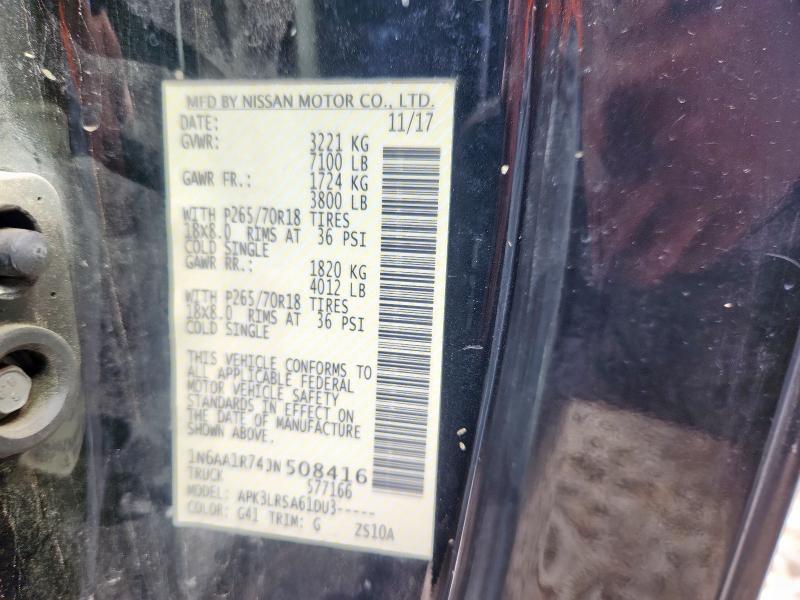 MFD BY NISSAN MOTOR CO., LTD.
DATE: 11/17
GVWR: 3221 KG
7100 LB
GAWR FR.: 1724 KG
3800 LB
WITH P265/70R18 TIRES
18X8.0 RIMS AT 36 PSI
COLD SINGLE
GAWR RR.: 1820 KG
4012 LB
WITH P265/70R18 TIRES
18X8.0 RIMS AT 36 PSI
COLD SINGLE
THIS VEHICLE CONFORMS TO
ALL APPLICABLE FEDERAL
MOTOR VEHICLE SAFETY
STANDARDS IN EFFECT ON
THE DATE OF MANUFACTURE
SHOWN ABOVE.
1N6AA1R74JN508416
TRUCK 577166
MODEL: APK3LRSA61DU3-----
COLOR: G41 TRIM: G ZS10A